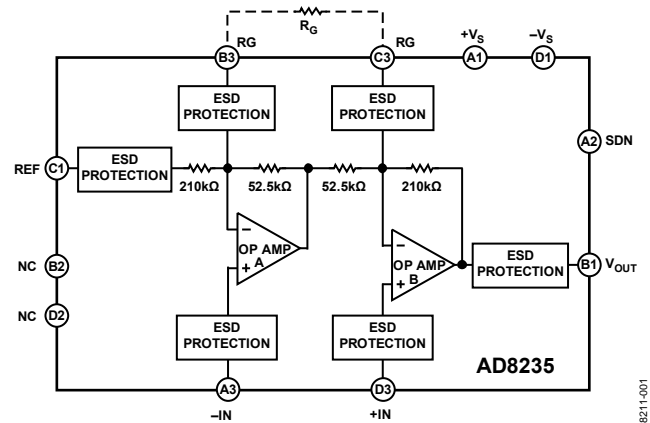 R_G
B3 RG
C3 RG
+V_S
A1
–V_S
D1
ESD
PROTECTION
ESD
PROTECTION
A2 SDN
REF C1
ESD
PROTECTION
210kΩ
52.5kΩ
52.5kΩ
210kΩ
–
OP AMP
A
+
–
OP AMP
B
+
NC B2
NC D2
ESD
PROTECTION
B1 V_OUT
ESD
PROTECTION
ESD
PROTECTION
AD8235
A3
–IN
D3
+IN
8211-001